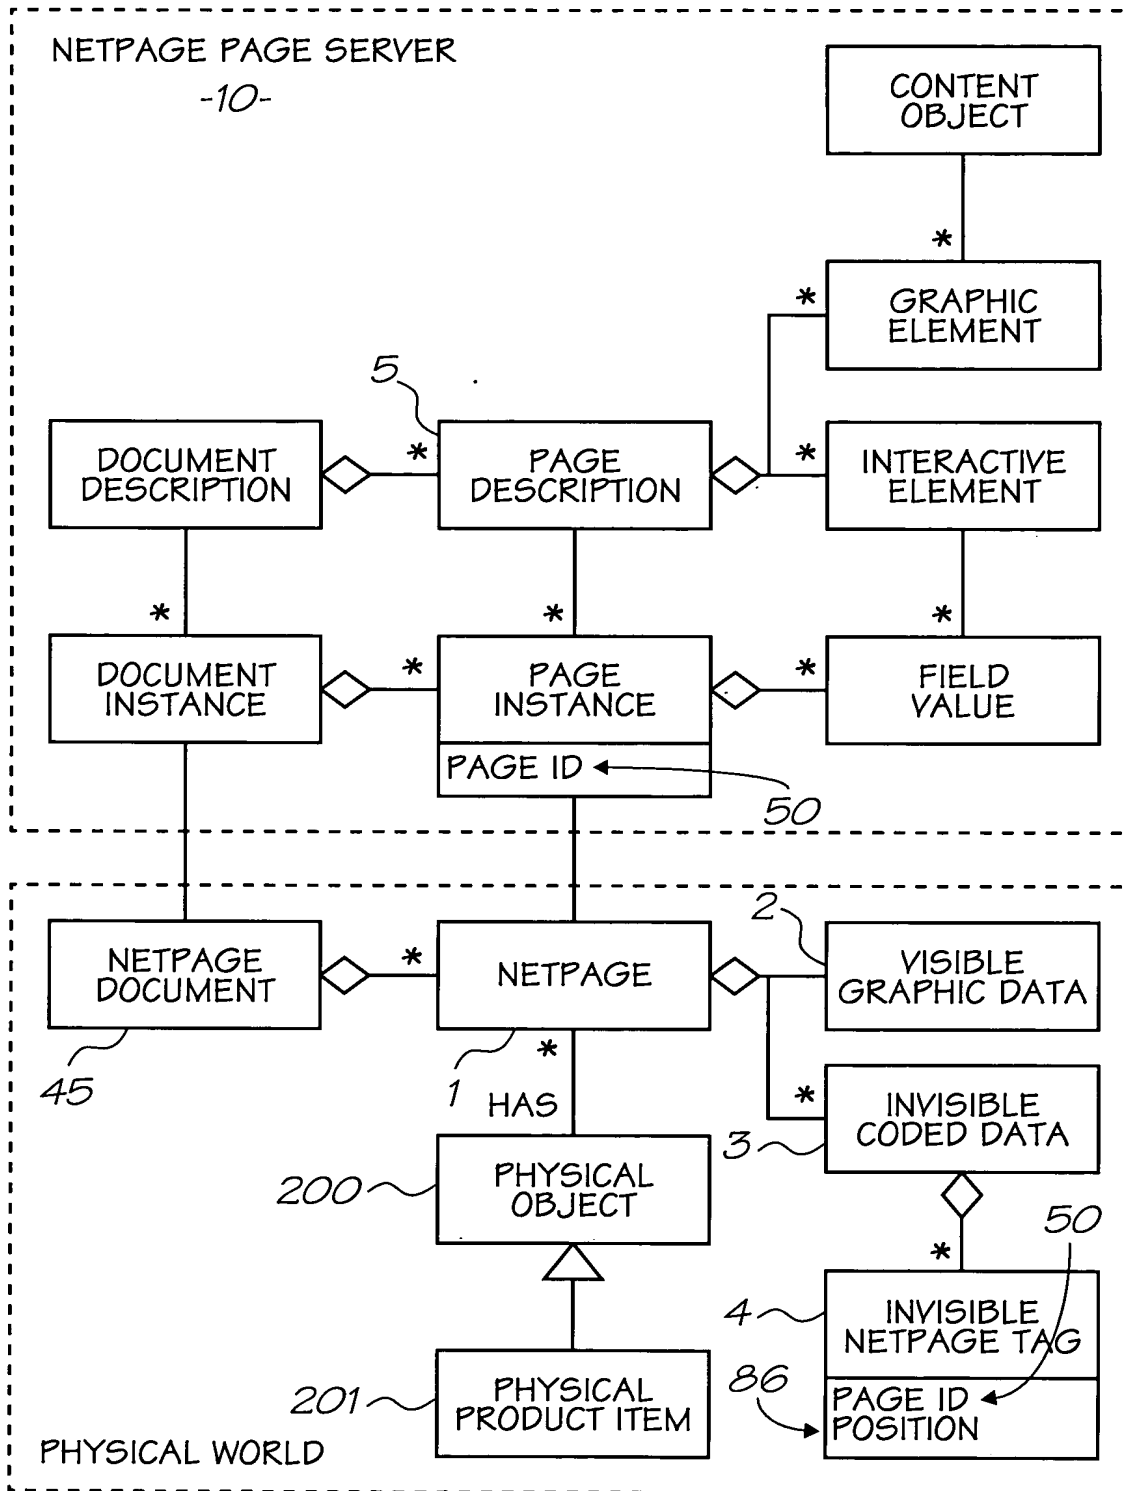 NETPAGE PAGE SERVER
-10-
CONTENT
OBJECT
*
*
GRAPHIC
ELEMENT
5
DOCUMENT
DESCRIPTION
*
PAGE
DESCRIPTION
*
INTERACTIVE
ELEMENT
*
*
*
DOCUMENT
INSTANCE
*
PAGE
INSTANCE
*
FIELD
VALUE
PAGE ID
50
2
NETPAGE
DOCUMENT
*
NETPAGE
VISIBLE
GRAPHIC DATA
45
1
*
HAS
*
INVISIBLE
CODED DATA
3
200
PHYSICAL
OBJECT
50
*
4
INVISIBLE
NETPAGE TAG
86
PAGE ID
POSITION
201
PHYSICAL
PRODUCT ITEM
PHYSICAL WORLD